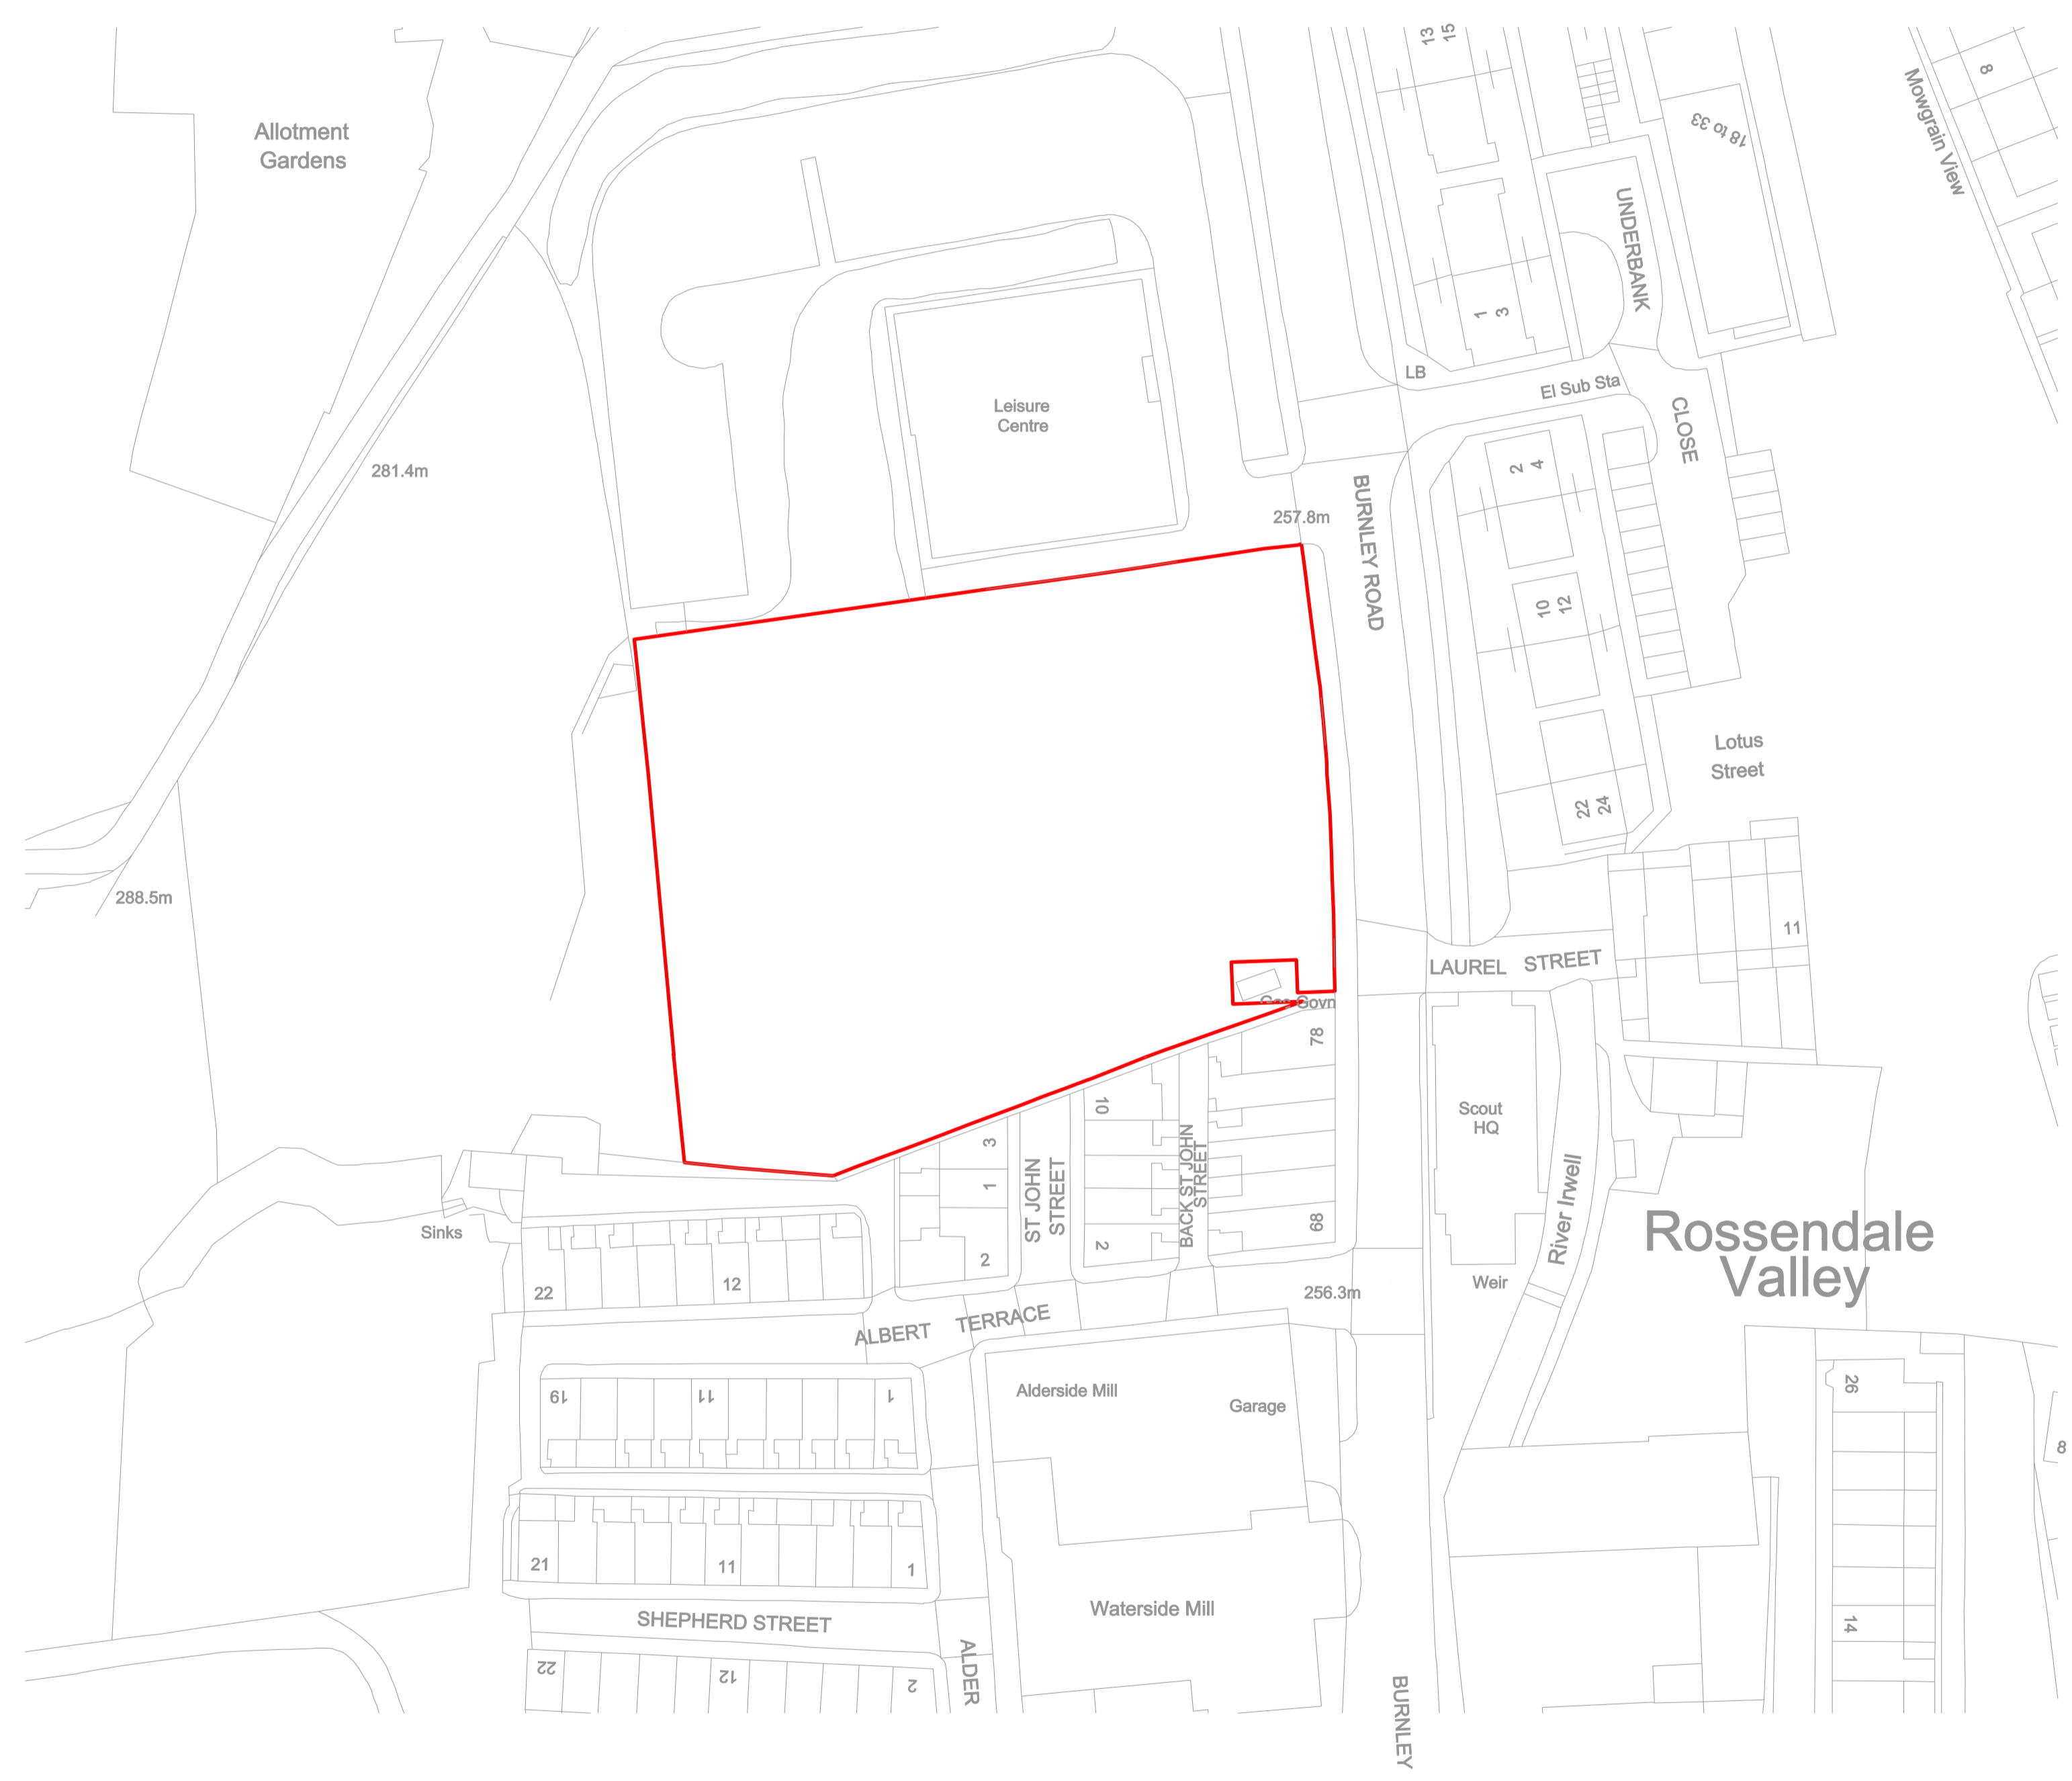 13
15
8
Mowgrain View
Allotment
Gardens
18 to 33
UNDERBANK
1
3
LB
El Sub Sta
CLOSE
Leisure
Centre
2
4
281.4m
BURNLEY ROAD
257.8m
10
12
Lotus
Street
22
24
288.5m
11
LAUREL STREET
Govn
78
10
3
1
2
ST JOHN
STREET
BACK ST JOHN
STREET
2
68
Scout
HQ
River Irwell
Weir
Rossendale
Valley
Sinks
22
12
256.3m
ALBERT TERRACE
19
11
1
Alderside Mill
Garage
26
8
21
11
1
Waterside Mill
SHEPHERD STREET
14
22
12
2
ALDER
BURNLEY